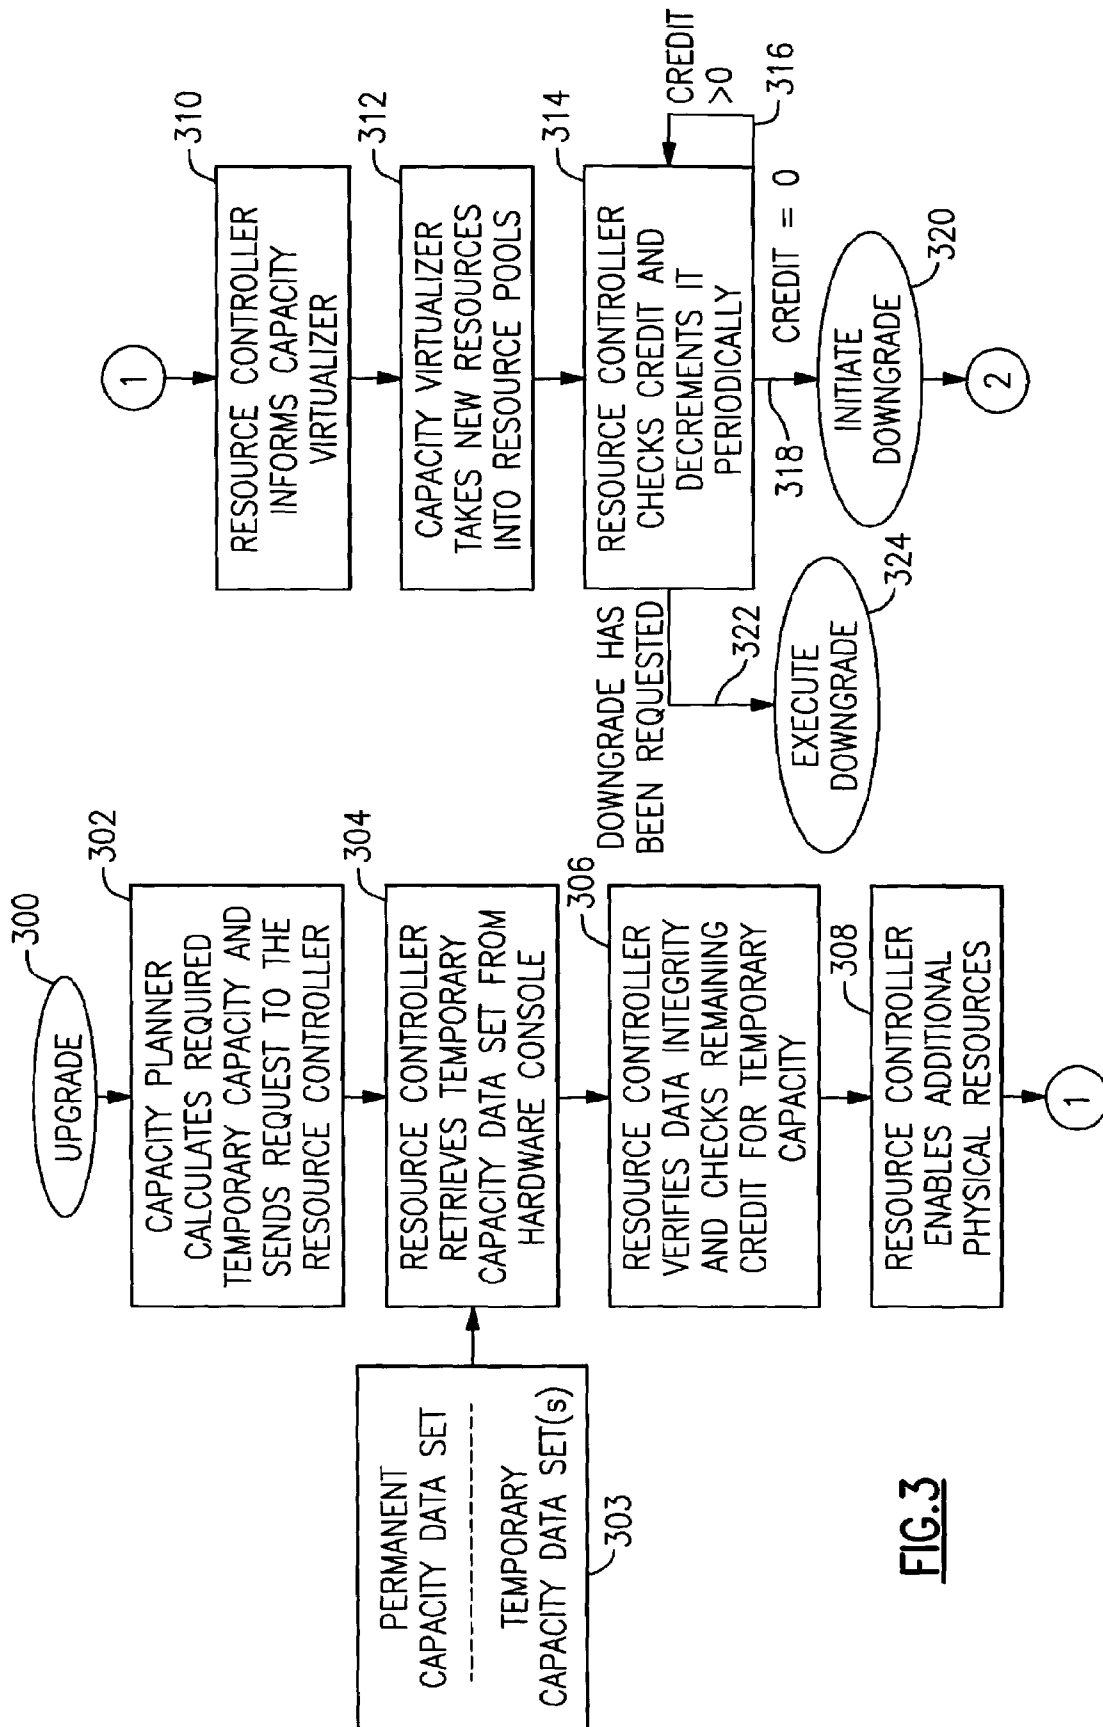 300
UPGRADE
302
CAPACITY PLANNER
CALCULATES REQUIRED
TEMPORARY CAPACITY AND
SENDS REQUEST TO THE
RESOURCE CONTROLLER
PERMANENT
CAPACITY DATA SET
TEMPORARY
CAPACITY DATA SET(s)
303
304
RESOURCE CONTROLLER
RETRIEVES TEMPORARY
CAPACITY DATA SET FROM
HARDWARE CONSOLE
306
RESOURCE CONTROLLER
VERIFIES DATA INTEGRITY
AND CHECKS REMAINING
CREDIT FOR TEMPORARY
CAPACITY
308
RESOURCE CONTROLLER
ENABLES ADDITIONAL
PHYSICAL RESOURCES
1
1
310
RESOURCE CONTROLLER
INFORMS CAPACITY
VIRTUALIZER
312
CAPACITY VIRTUALIZER
TAKES NEW RESOURCES
INTO RESOURCE POOLS
314
RESOURCE CONTROLLER
CHECKS CREDIT AND
DECREMENTS IT
PERIODICALLY
CREDIT
>0
316
DOWNGRADE HAS
BEEN REQUESTED
322
EXECUTE
DOWNGRADE
324
318
CREDIT = 0
INITIATE
DOWNGRADE
320
2
FIG.3